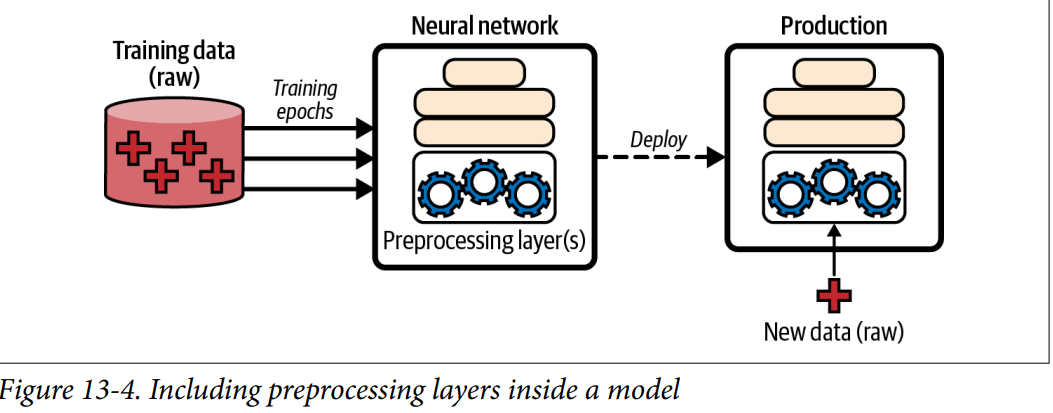 Neural network
Production
Training data
(raw)
Training
epochs
Deploy
Preprocessing layer(s)
New data (raw)
Figure 13-4. Including preprocessing layers inside a model